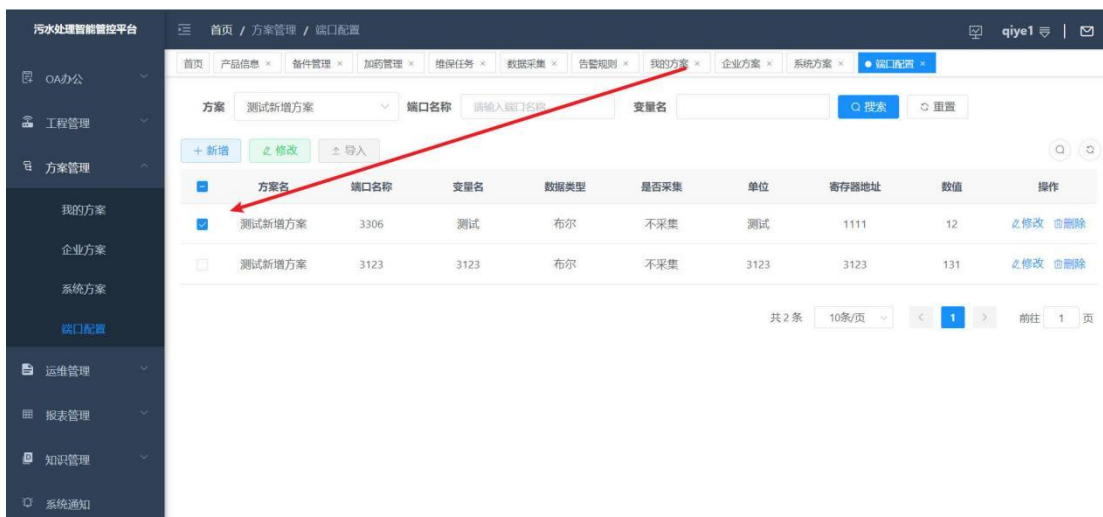 污水处理智能管控平台
首页 / 方案管理 / 端口配置
qiye1
首页 产品信息 × 备件管理 × 加药管理 × 维保任务 × 数据采集 × 告警规则 × 我的方案 × 企业方案 × 系统方案 × ● 端口配置 ×
OA办公
工程管理
方案管理
我的方案
企业方案
系统方案
端口配置
运维管理
报表管理
知识管理
系统通知
方案 测试新增方案 端口名称 请输入端口名称 变量名 搜索 重置
+ 新增 修改 导入
方案名 端口名称 变量名 数据类型 是否采集 单位 寄存器地址 数值 操作
测试新增方案 3306 测试 布尔 不采集 测试 1111 12 修改 删除
测试新增方案 3123 3123 布尔 不采集 3123 3123 131 修改 删除
共 2 条 10条/页 < 1 > 前往 1 页